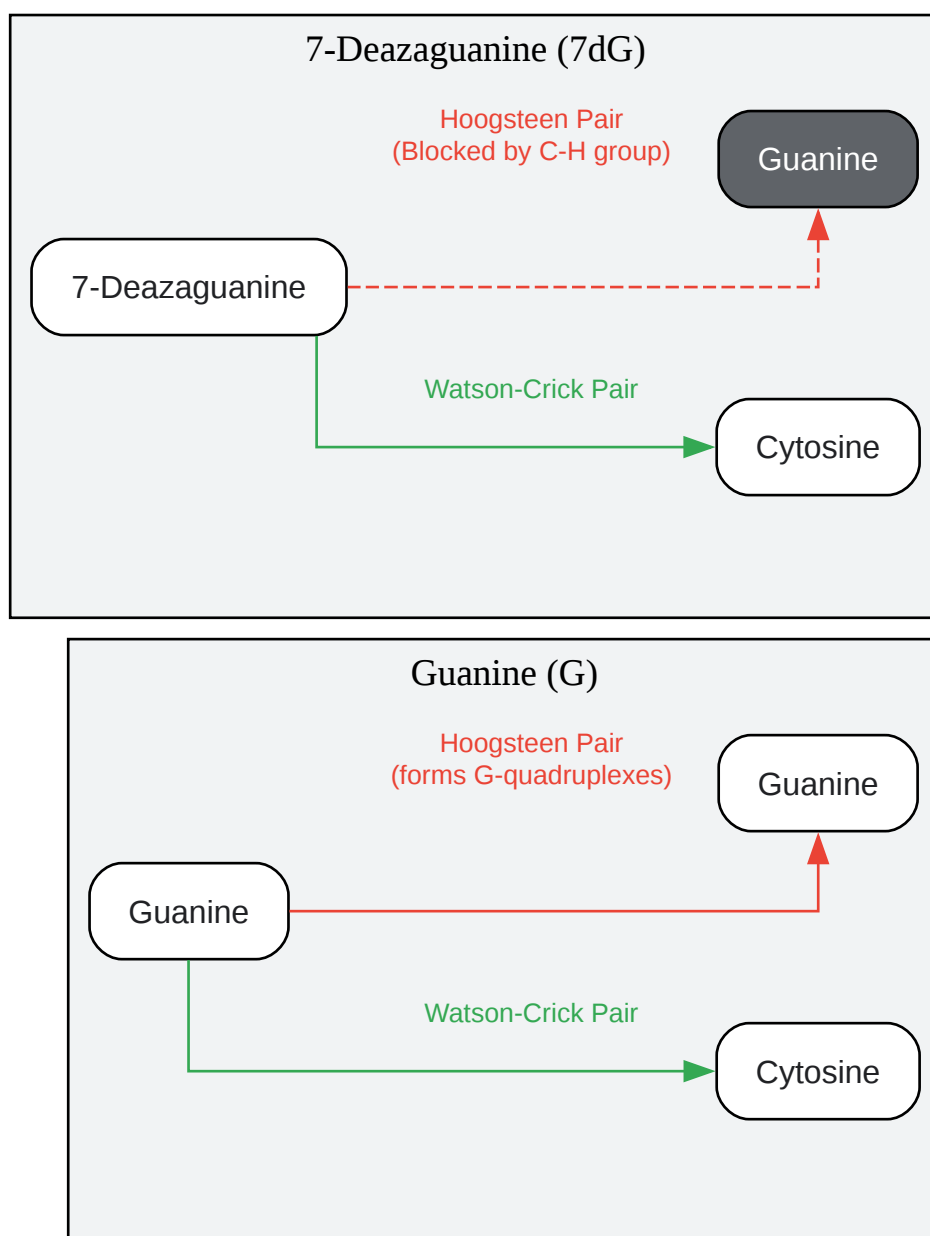 7-Deazaguanine (7dG)
Hoogsteen Pair
(Blocked by C-H group)
Guanine
7-Deazaguanine
Watson-Crick Pair
Cytosine
Guanine (G)
Hoogsteen Pair
(forms G-quadruplexes)
Guanine
Guanine
Watson-Crick Pair
Cytosine